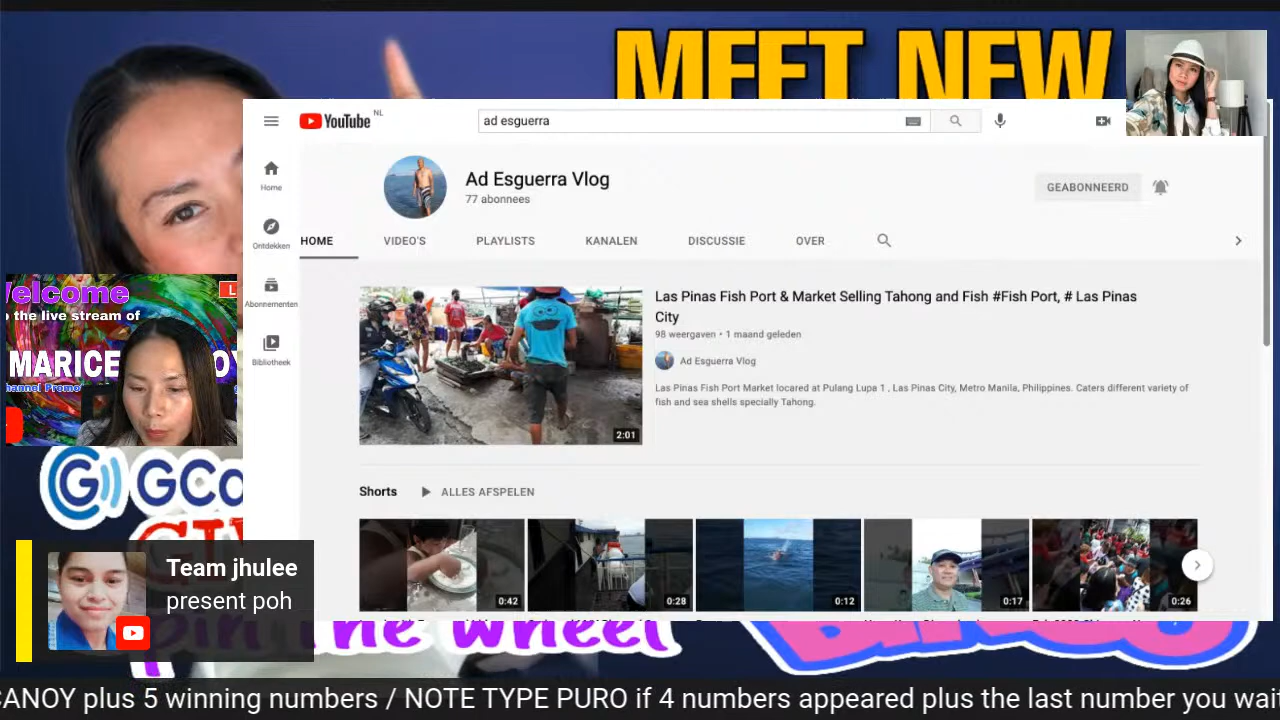 MEET NEW
YouTube NL
ad esguerra
Home
Ontdekken
Abonnementen
Bibliotheek
Ad Esguerra Vlog
77 abonnees
GEABONNEERD
HOME
VIDEO'S
PLAYLISTS
KANALEN
DISCUSSIE
OVER
Las Pinas Fish Port & Market Selling Tahong and Fish #Fish Port, # Las Pinas
City
98 weergaven • 1 maand geleden
Ad Esguerra Vlog
Las Pinas Fish Port Market locared at Pulang Lupa 1 , Las Pinas City, Metro Manila, Philippines. Caters different variety of
fish and sea shells specially Tahong.
2:01
Shorts
ALLES AFSPELEN
0:42
0:28
0:12
0:17
0:26
Welcome
the live stream of
MARICE
GCa
Team jhulee
present poh
pin the wheel
CANOY plus 5 winning numbers / NOTE TYPE PURO if 4 numbers appeared plus the last number you wait